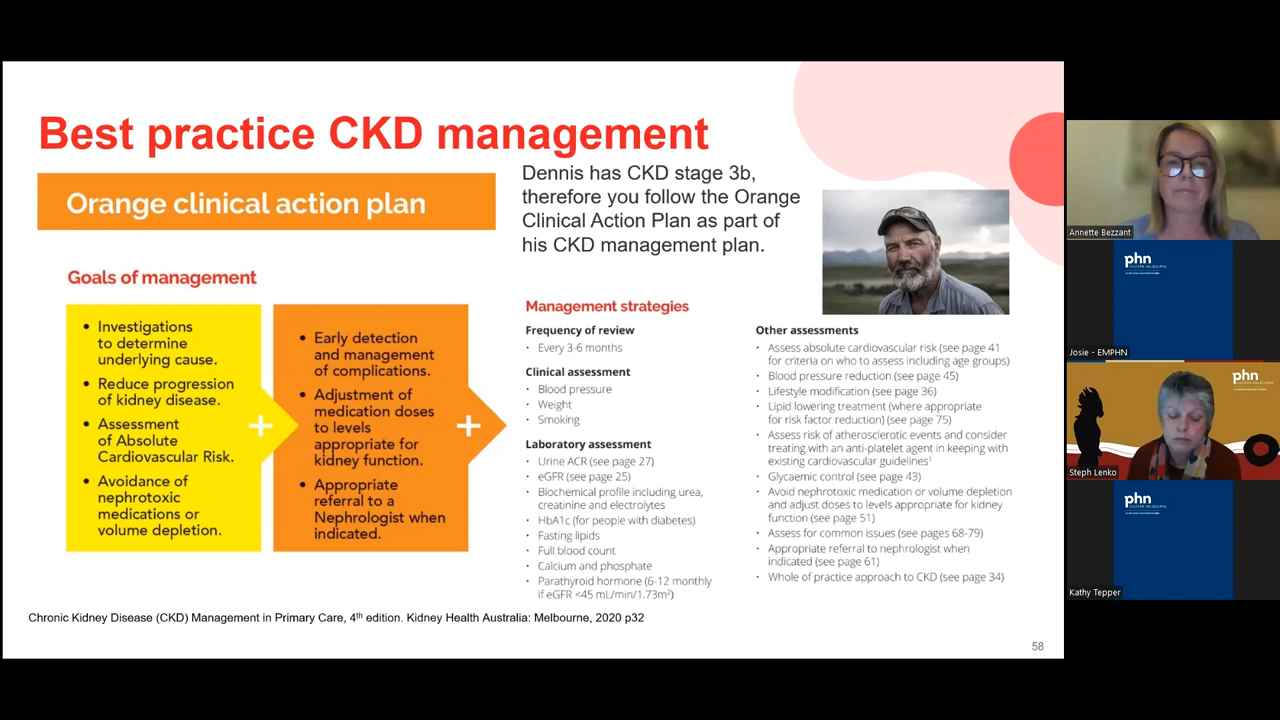 Best practice CKD management
Orange clinical action plan
Dennis has CKD stage 3b,
therefore you follow the Orange
Clinical Action Plan as part of
his CKD management plan.
Goals of management
• Investigations
to determine
underlying cause.
• Reduce progression
of kidney disease.
• Assessment
of Absolute
Cardiovascular Risk.
• Avoidance of
nephrotoxic
medications or
volume depletion.
+
• Early detection
and management
of complications.
• Adjustment of
medication doses
to levels
appropriate for
kidney function.
• Appropriate
referral to a
Nephrologist when
indicated.
+
Management strategies
Frequency of review
• Every 3-6 months
Clinical assessment
• Blood pressure
• Weight
• Smoking
Laboratory assessment
• Urine ACR (see page 27)
• eGFR (see page 25)
• Biochemical profile including urea,
creatinine and electrolytes
• HbA1c (for people with diabetes)
• Fasting lipids
• Full blood count
• Calcium and phosphate
• Parathyroid hormone (6-12 monthly
if eGFR <45 mL/min/1.73m²)
Other assessments
• Assess absolute cardiovascular risk (see page 41
for criteria on who to assess including age groups)
• Blood pressure reduction (see page 45)
• Lifestyle modification (see page 36)
• Lipid lowering treatment (where appropriate
for risk factor reduction) (see page 75)
• Assess risk of atherosclerotic events and consider
treating with an anti-platelet agent in keeping with
existing cardiovascular guidelines¹
• Glycaemic control (see page 43)
• Avoid nephrotoxic medication or volume depletion
and adjust doses to levels appropriate for kidney
function (see page 51)
• Assess for common issues (see pages 68-79)
• Appropriate referral to nephrologist when
indicated (see page 61)
• Whole of practice approach to CKD (see page 34)
Chronic Kidney Disease (CKD) Management in Primary Care, 4th edition. Kidney Health Australia: Melbourne, 2020 p32
58
Annette Bezzant
phn
EASTERN MELBOURNE
Josie - EMPHN
phn
EASTERN MELBOURNE
Steph Lenko
phn
EASTERN MELBOURNE
Kathy Tepper